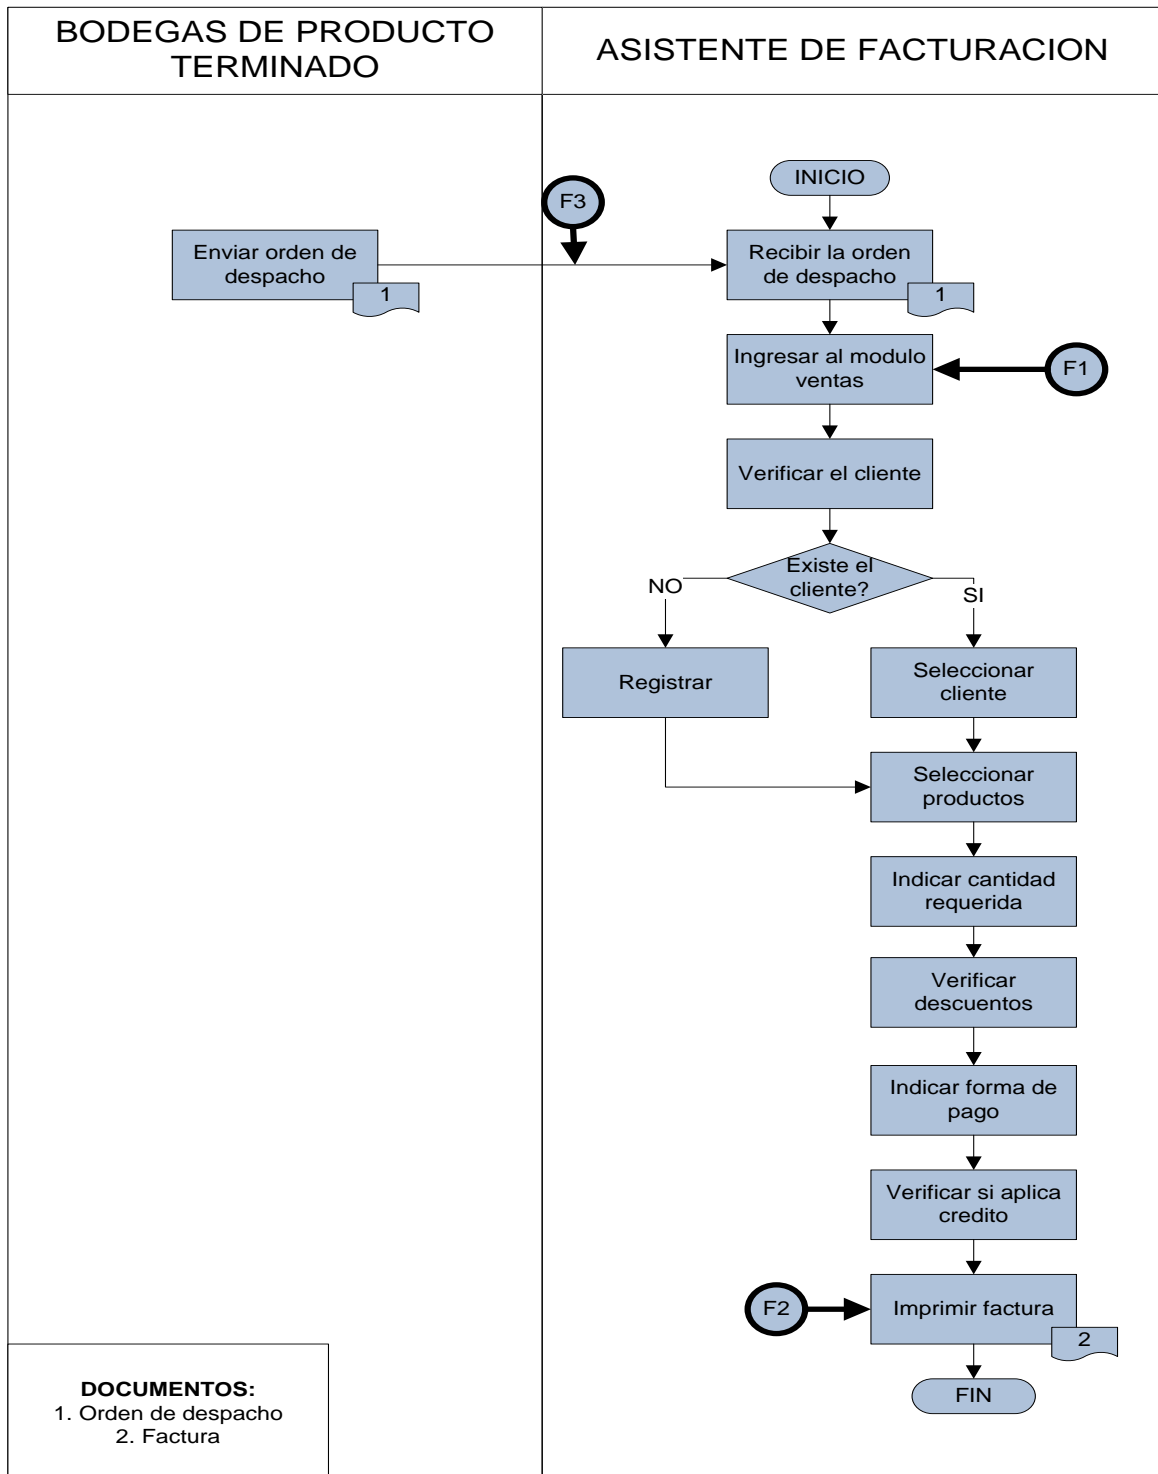 BODEGAS DE PRODUCTO
TERMINADO
ASISTENTE DE FACTURACION
INICIO
F3
Enviar orden de
despacho
1
Recibir la orden
de despacho
1
Ingresar al modulo
ventas
F1
Verificar el cliente
Existe el
cliente?
NO
SI
Registrar
Seleccionar
cliente
Seleccionar
productos
Indicar cantidad
requerida
Verificar
descuentos
Indicar forma de
pago
Verificar si aplica
credito
F2
Imprimir factura
2
FIN
DOCUMENTOS:
1. Orden de despacho
2. Factura